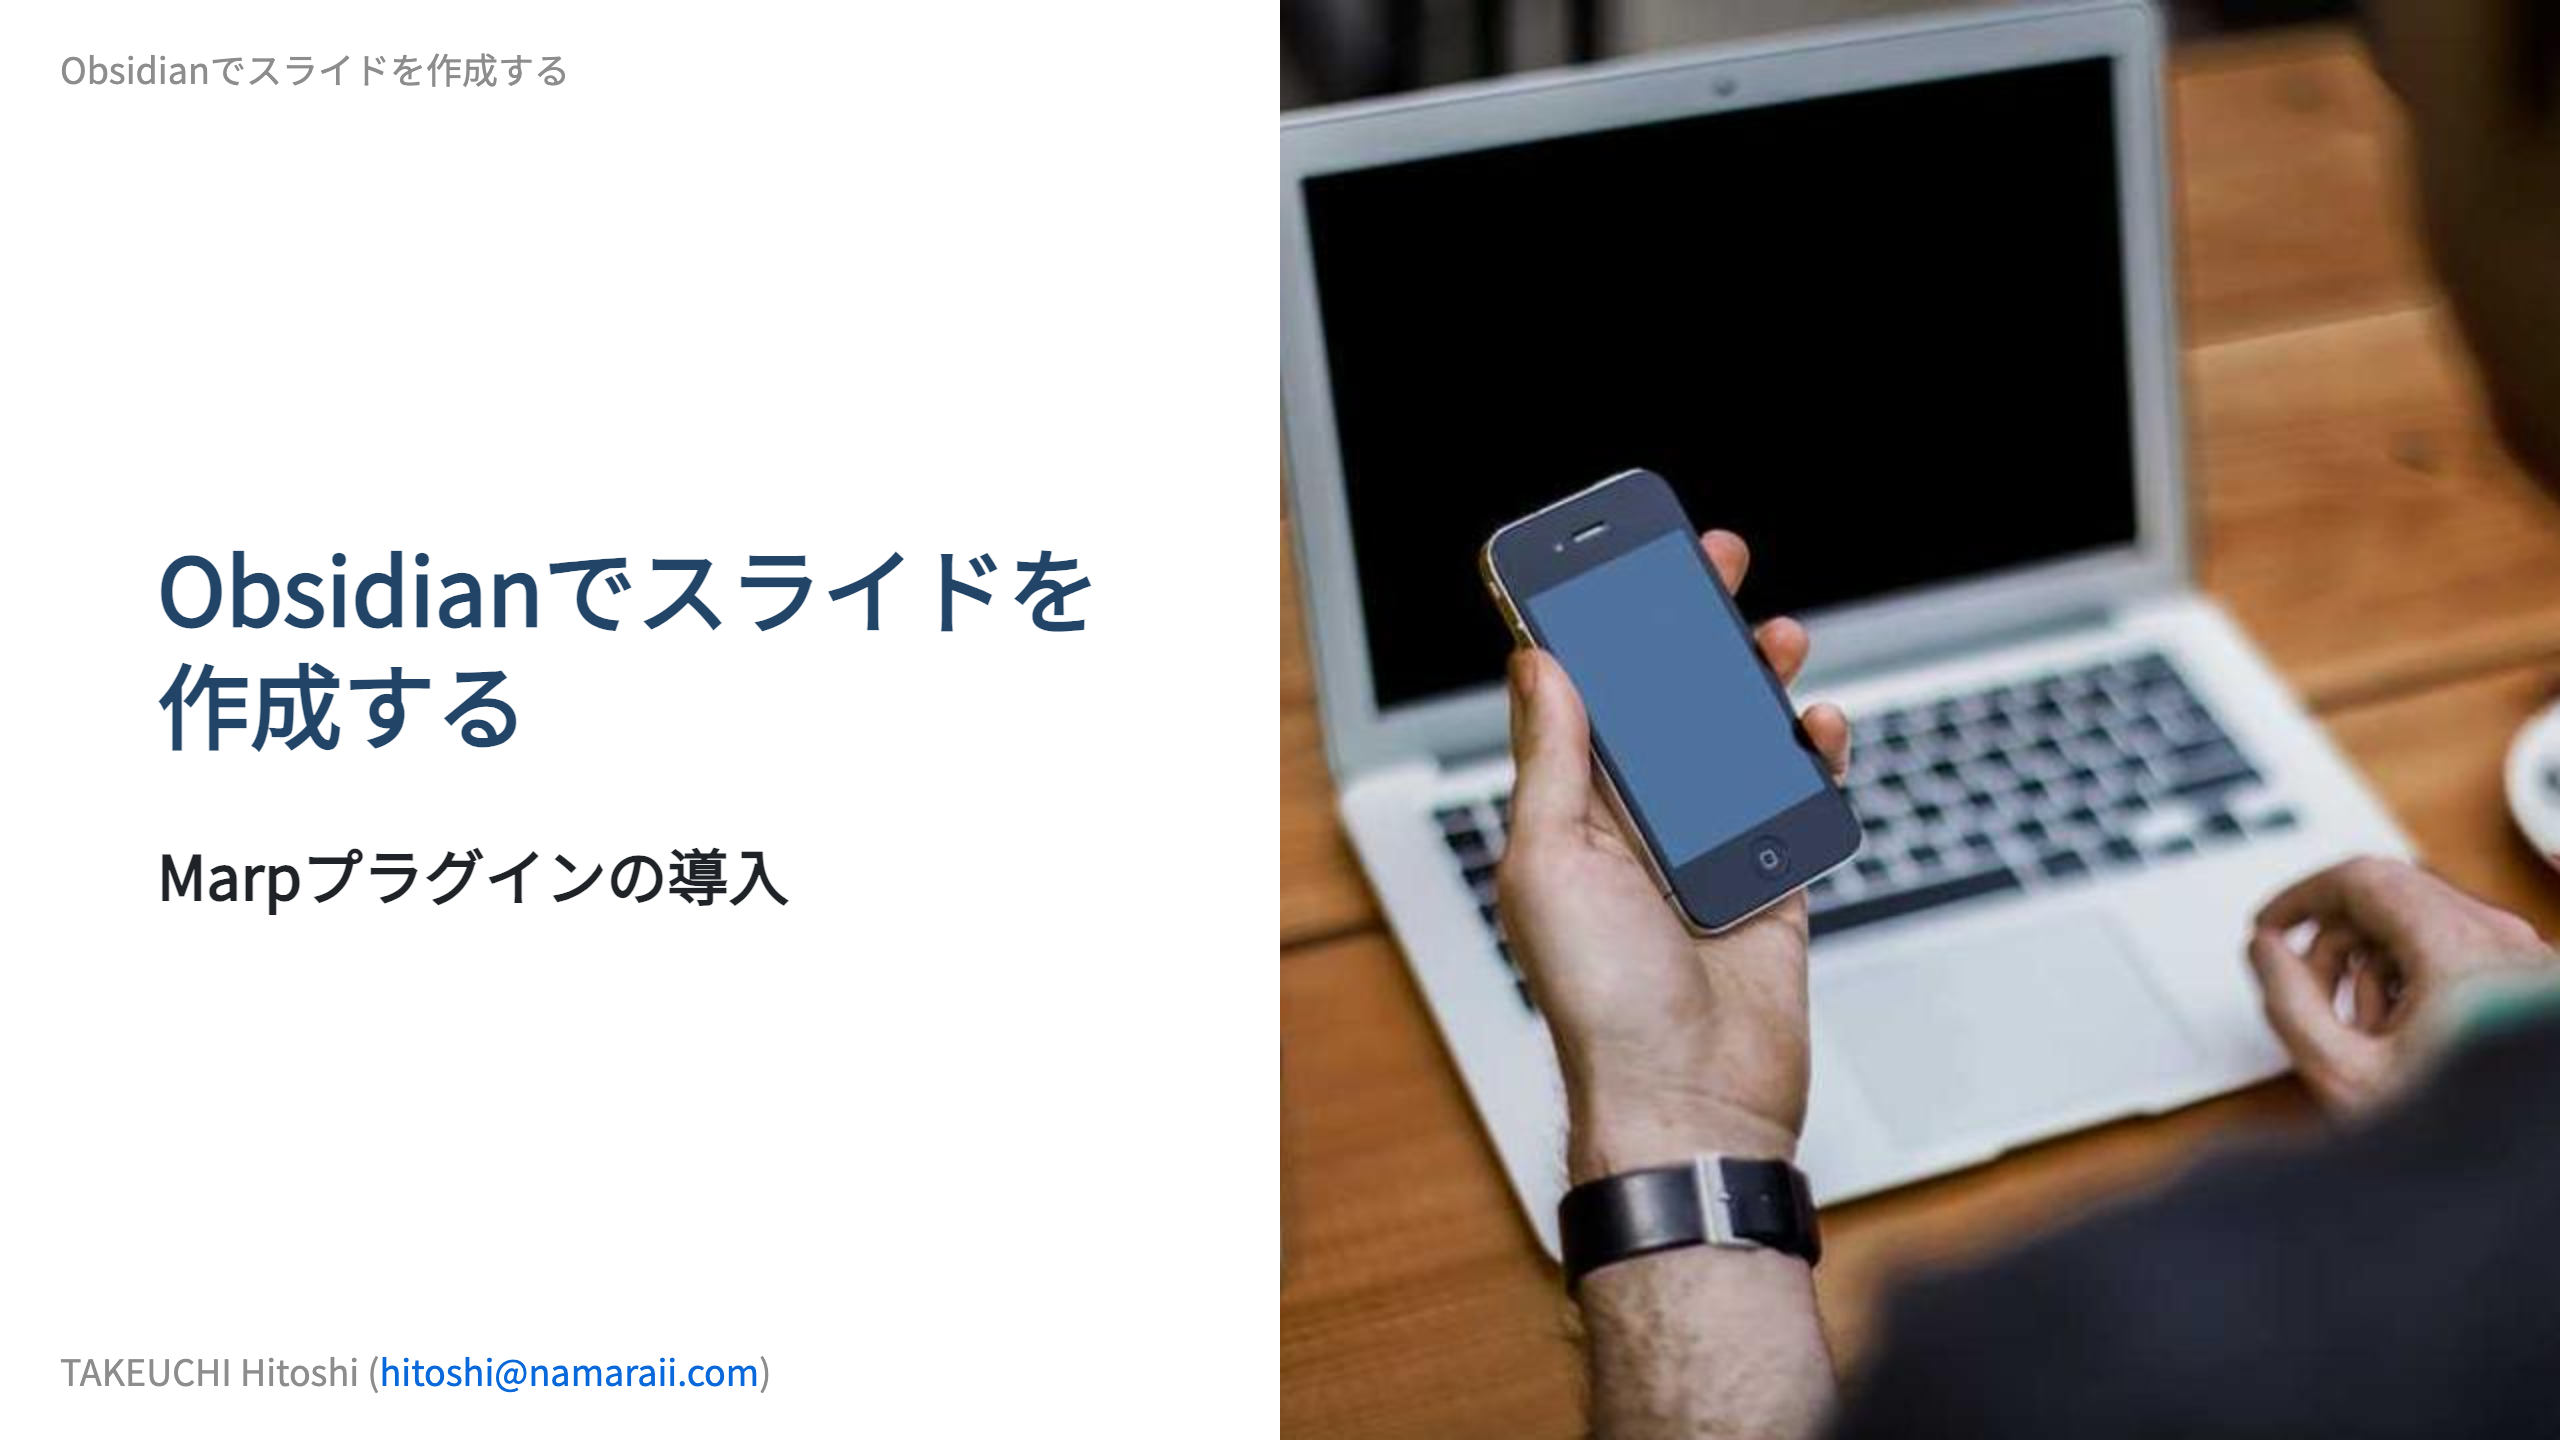 Obsidianでスライドを作成する
Obsidianでスライドを
作成する
Marpプラグインの導入
TAKEUCHI Hitoshi (hitoshi@namaraii.com)